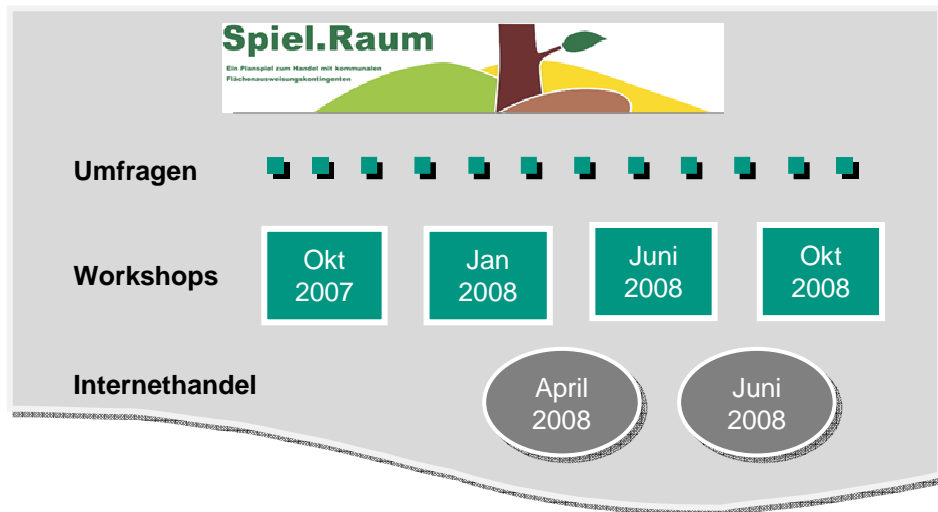 Spiel.Raum
Ein Planspiel zum Handel mit kommunalen
Flächenausweisungskontingenten
Umfragen
Workshops
Okt
2007
Jan
2008
Juni
2008
Okt
2008
Internethandel
April
2008
Juni
2008